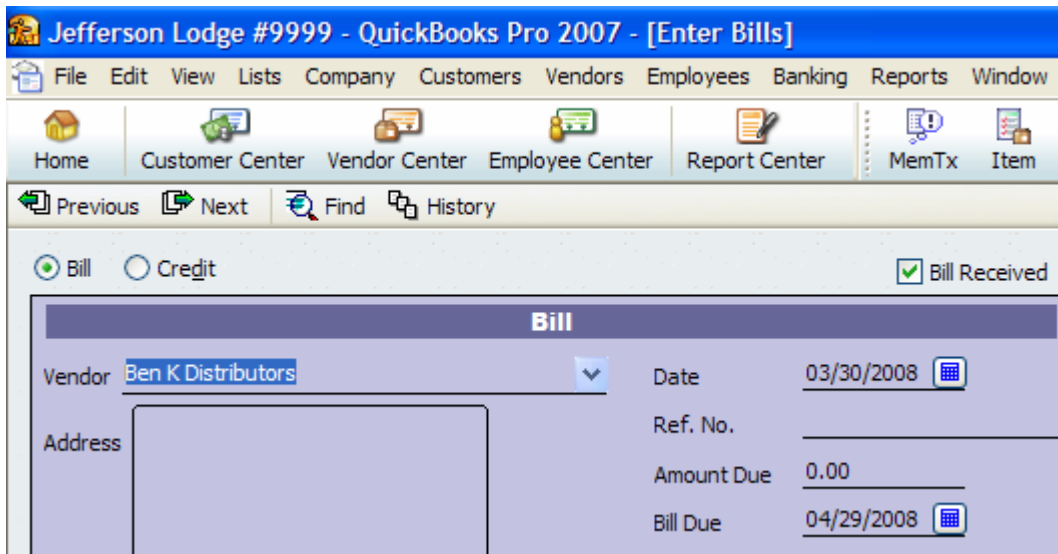 Jefferson Lodge #9999 - QuickBooks Pro 2007 - [Enter Bills]
File Edit View Lists Company Customers Vendors Employees Banking Reports Window
Home Customer Center Vendor Center Employee Center Report Center MemTx Item
Previous Next Find History
Bill Credit Bill Received
Bill
Vendor Ben K Distributors Date 03/30/2008
Address Ref. No.
Amount Due 0.00
Bill Due 04/29/2008